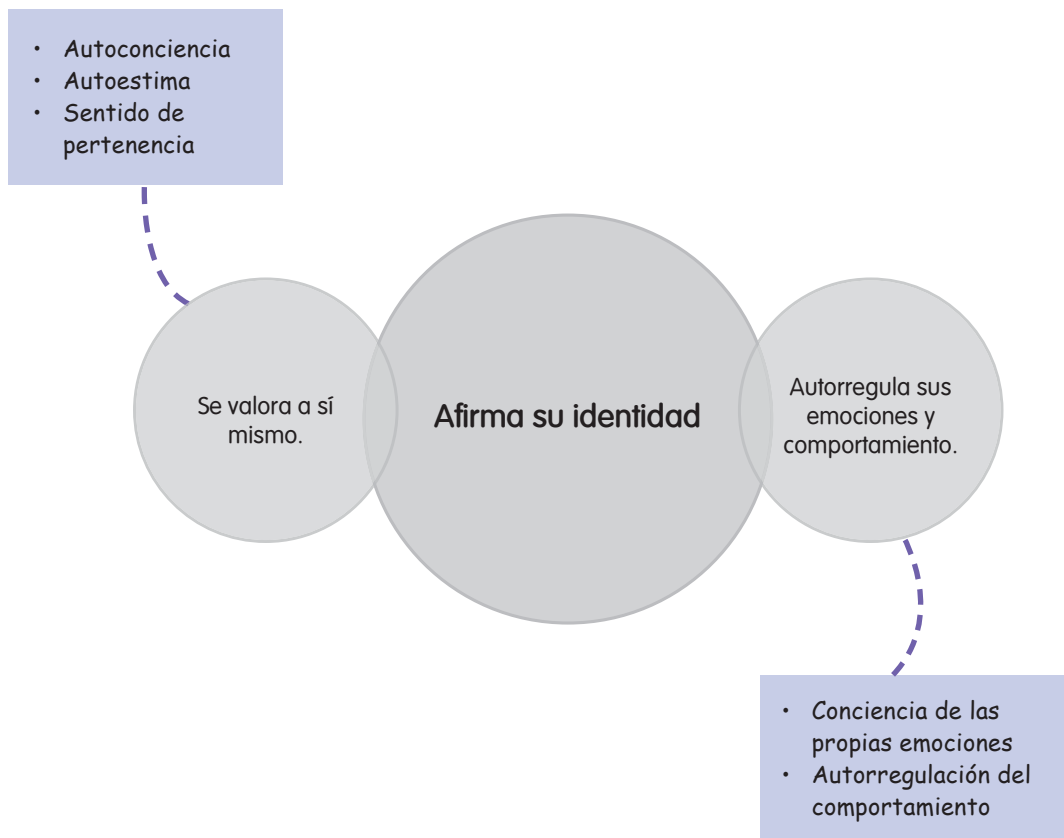 • Autoconciencia
• Autoestima
• Sentido de
pertenencia
Se valora a sí
mismo.
Afirma su identidad
Autorregula sus
emociones y
comportamiento.
• Conciencia de las
propias emociones
• Autorregulación del
comportamiento